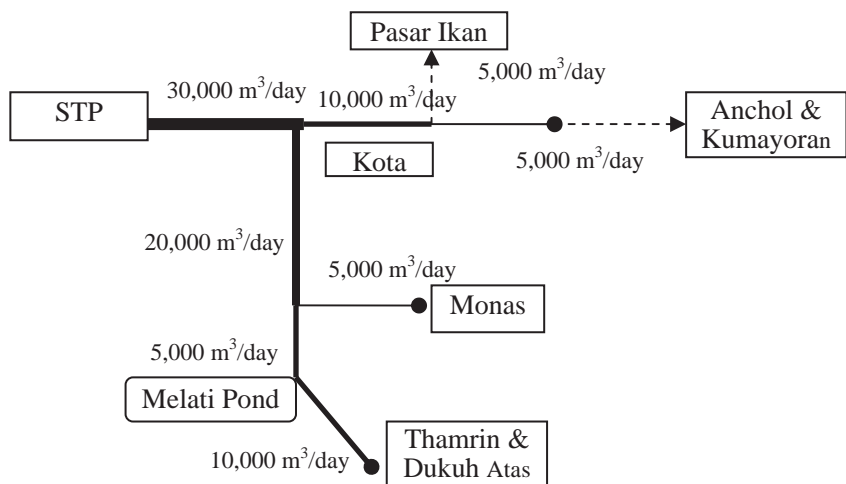 Pasar Ikan
5,000 m³/day
30,000 m³/day
10,000 m³/day
STP
Anchol &
Kumayoran
Kota
5,000 m³/day
20,000 m³/day
5,000 m³/day
Monas
5,000 m³/day
Melati Pond
Thamrin &
Dukuh Atas
10,000 m³/day